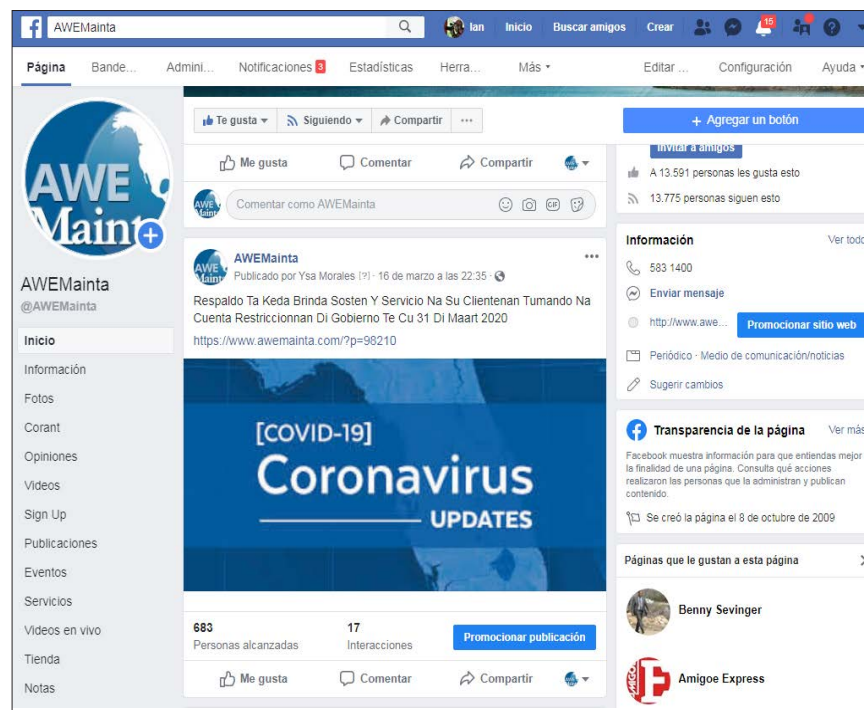 AWEMainta
Ian Inicio Buscar amigos Crear 15
Página Bande... Admini... Notificaciones 3 Estadísticas Herra... Más Editar ... Configuración Ayuda
AWE
Mainta
AWEMainta
@AWEMainta
Inicio
Información
Fotos
Corant
Opiniones
Videos
Sign Up
Publicaciones
Eventos
Servicios
Videos en vivo
Tienda
Notas
Te gusta Siguiendo Compartir ...
Me gusta Comentar Compartir
Comentar como AWEMainta GIF
AWEMainta
Publicado por Ysa Morales [?] · 16 de marzo a las 22:35 ·
Respaldo Ta Keda Brinda Sosten Y Servicio Na Su Clientenan Tumando Na
Cuenta Restriccionnan Di Gobierno Te Cu 31 Di Maart 2020
https://www.awemainta.com/?p=98210
[COVID-19]
Coronavirus
UPDATES
683 17
Personas alcanzadas Interacciones Promocionar publicación
Me gusta Comentar Compartir
+ Agregar un botón
Invitar a amigos
A 13.591 personas les gusta esto
13.775 personas siguen esto
Información Ver todo
583 1400
Enviar mensaje
http://www.awe... Promocionar sitio web
Periódico · Medio de comunicación/noticias
Sugerir cambios
Transparencia de la página Ver más
Facebook muestra información para que entiendas mejor
la finalidad de una página. Consulta qué acciones
realizaron las personas que la administran y publican
contenido.
Se creó la página el 8 de octubre de 2009
Páginas que le gustan a esta página
Benny Sevinger
Amigoe Express